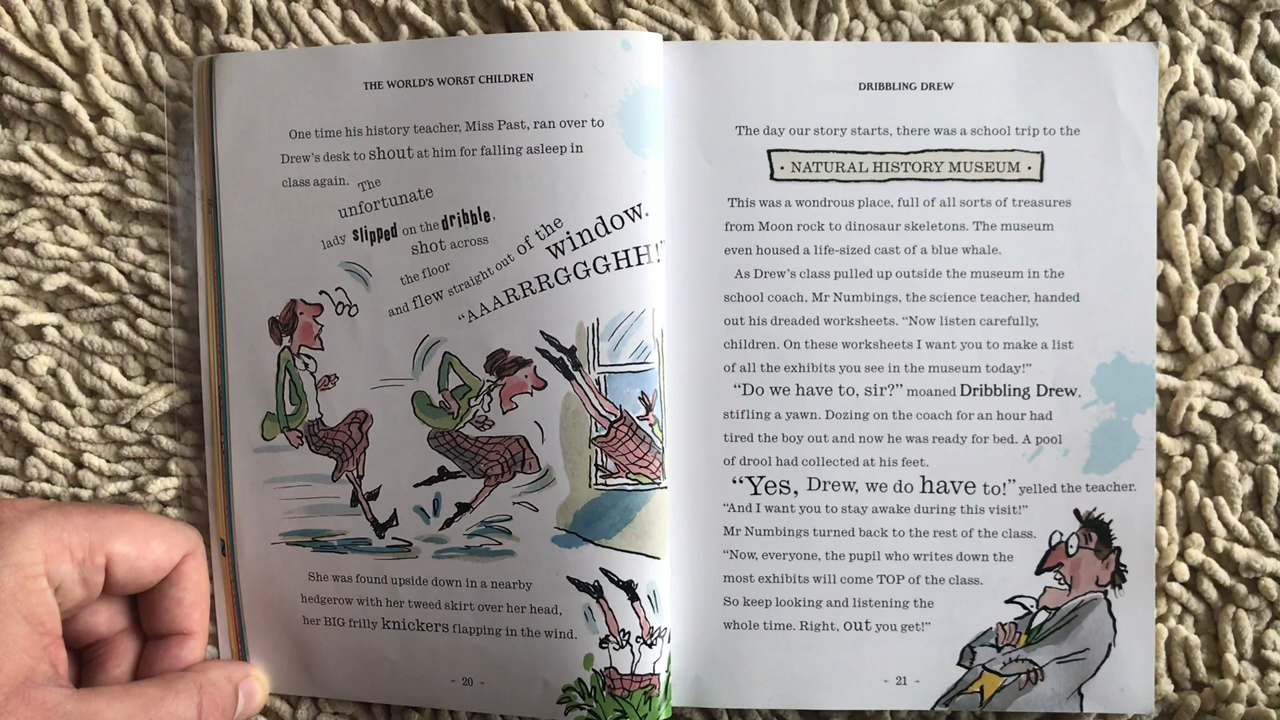 THE WORLD'S WORST CHILDREN
One time his history teacher, Miss Past, ran over to
Drew's desk to shout at him for falling asleep in
class again. The
unfortunate
lady slipped on the dribble,
shot across
the floor
and flew straight out of the
window.
"AAARRRGGGHH!"
She was found upside down in a nearby
hedgerow with her tweed skirt over her head,
her BIG frilly knickers flapping in the wind.
- 20 -
DRIBBLING DREW
The day our story starts, there was a school trip to the
· NATURAL HISTORY MUSEUM ·
This was a wondrous place, full of all sorts of treasures
from Moon rock to dinosaur skeletons. The museum
even housed a life-sized cast of a blue whale.
As Drew's class pulled up outside the museum in the
school coach, Mr Numbings, the science teacher, handed
out his dreaded worksheets. "Now listen carefully,
children. On these worksheets I want you to make a list
of all the exhibits you see in the museum today!"
"Do we have to, sir?" moaned Dribbling Drew,
stifling a yawn. Dozing on the coach for an hour had
tired the boy out and now he was ready for bed. A pool
of drool had collected at his feet.
"Yes, Drew, we do have to!" yelled the teacher.
"And I want you to stay awake during this visit!"
Mr Numbings turned back to the rest of the class.
"Now, everyone, the pupil who writes down the
most exhibits will come TOP of the class.
So keep looking and listening the
whole time. Right, out you get!"
- 21 -